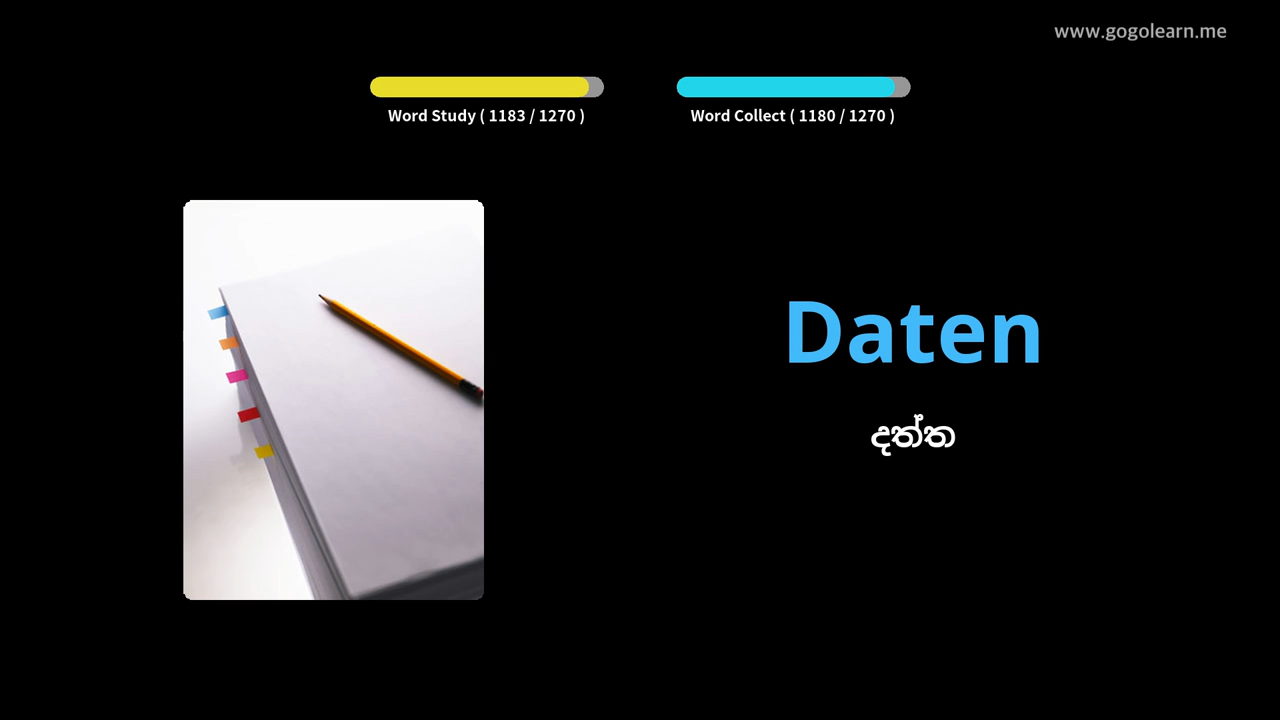 www.gogolearn.me
Word Study ( 1183 / 1270 )
Word Collect ( 1180 / 1270 )
Daten
දත්ත